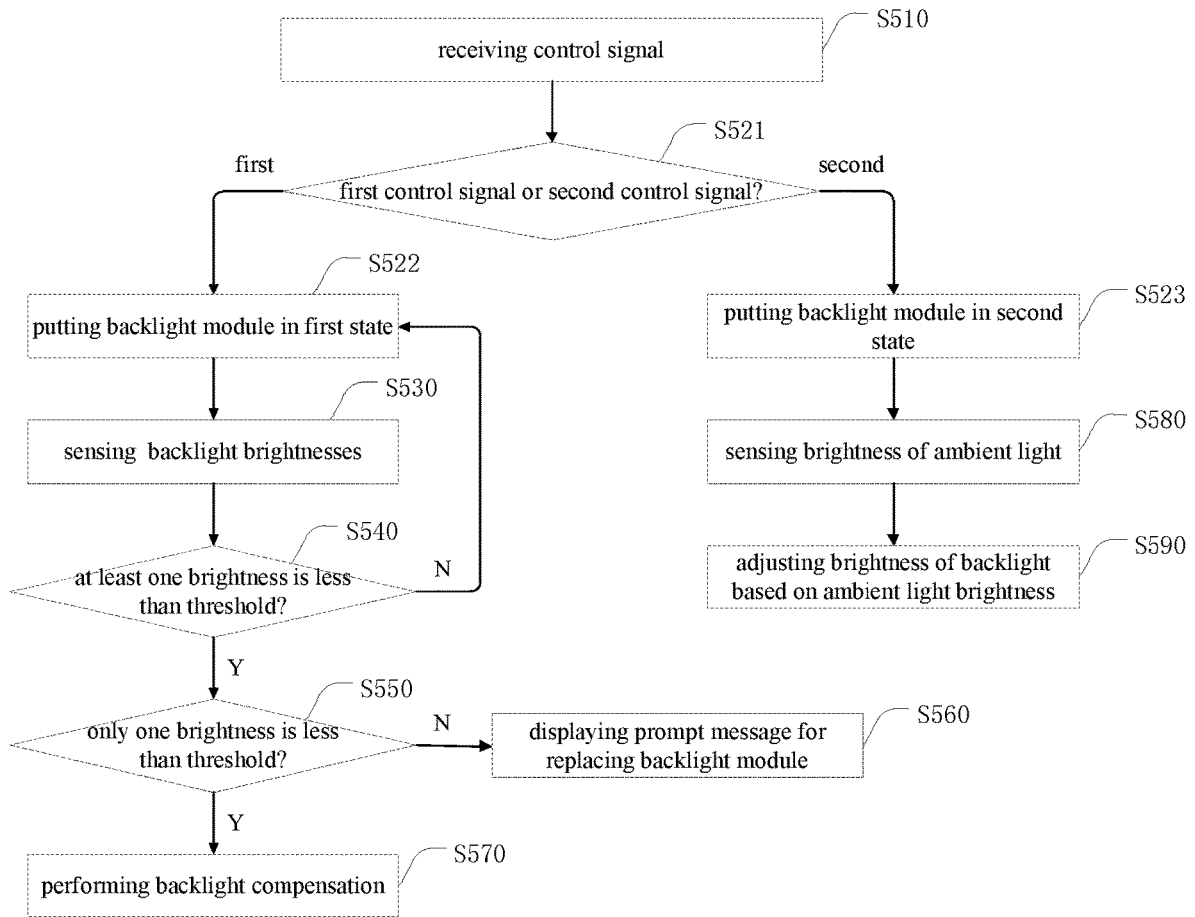 S510
receiving control signal
S521
first
second
first control signal or second control signal?
S522
putting backlight module in first state
S523
putting backlight module in second
state
S530
sensing backlight brightnesses
S580
sensing brightness of ambient light
S540
at least one brightness is less
than threshold?
N
S590
adjusting brightness of backlight
based on ambient light brightness
Y
S550
only one brightness is less
than threshold?
N
S560
displaying prompt message for
replacing backlight module
Y
S570
performing backlight compensation